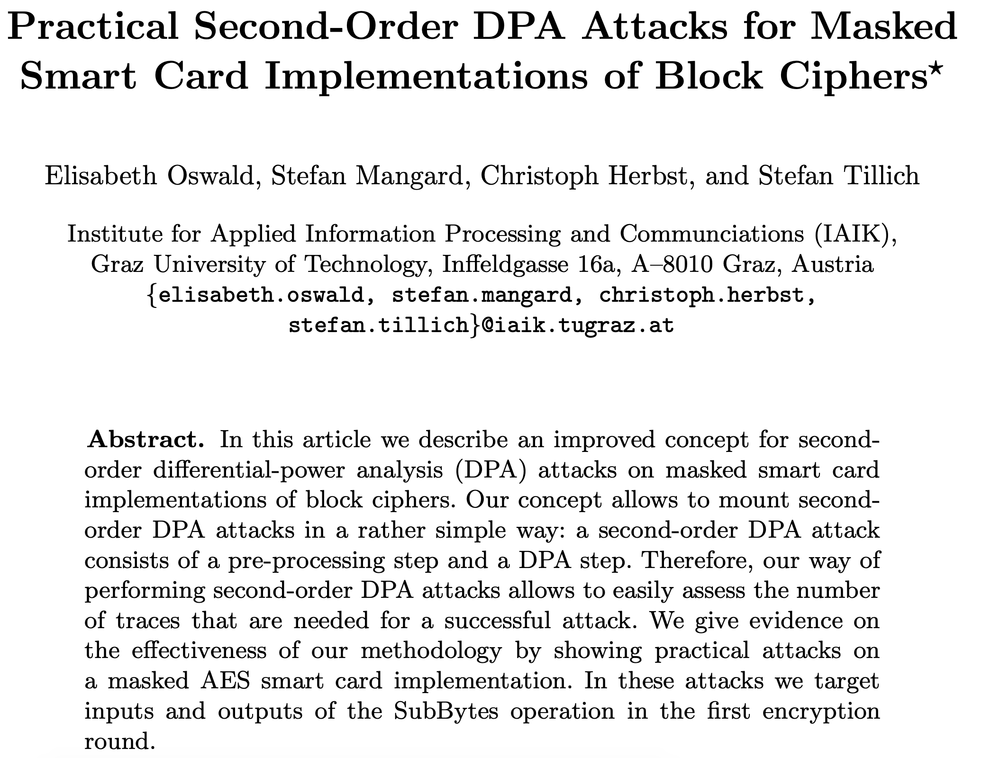 Practical Second-Order DPA Attacks for Masked
Smart Card Implementations of Block Ciphers*
Elisabeth Oswald, Stefan Mangard, Christoph Herbst, and Stefan Tillich
Institute for Applied Information Processing and Communciations (IAIK),
Graz University of Technology, Inffeldgasse 16a, A–8010 Graz, Austria
{elisabeth.oswald, stefan.mangard, christoph.herbst,
stefan.tillich}@iaik.tugraz.at
Abstract. In this article we describe an improved concept for second-
order differential-power analysis (DPA) attacks on masked smart card
implementations of block ciphers. Our concept allows to mount second-
order DPA attacks in a rather simple way: a second-order DPA attack
consists of a pre-processing step and a DPA step. Therefore, our way of
performing second-order DPA attacks allows to easily assess the number
of traces that are needed for a successful attack. We give evidence on
the effectiveness of our methodology by showing practical attacks on
a masked AES smart card implementation. In these attacks we target
inputs and outputs of the SubBytes operation in the first encryption
round.